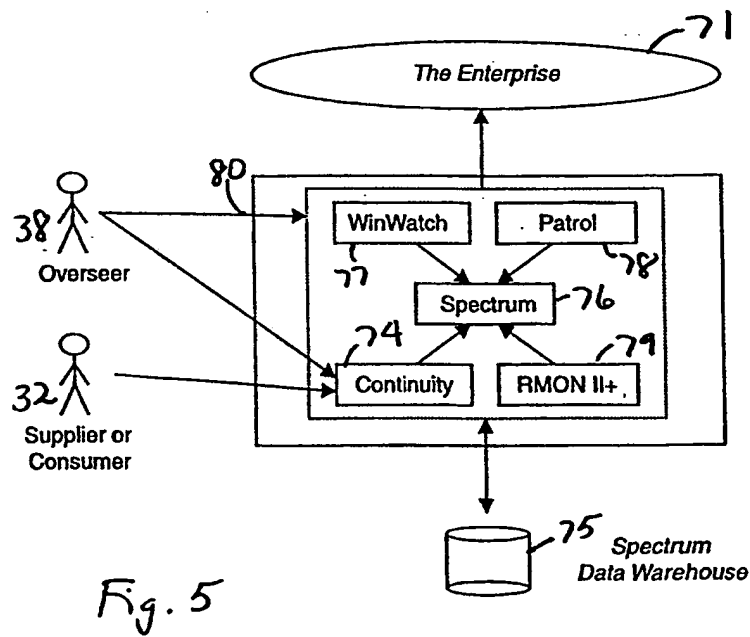 71
The Enterprise
80
38
Overseer
WinWatch
77
Patrol
78
Spectrum
76
74
Continuity
79
RMON II+
32
Supplier or
Consumer
75
Spectrum
Data Warehouse
Fig. 5